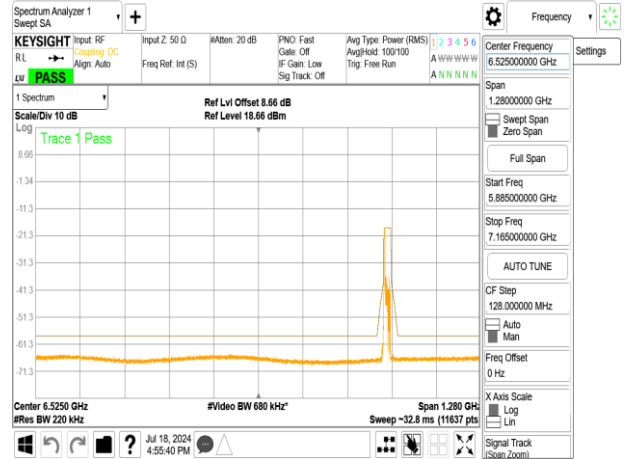 Spectrum Analyzer 1
Swept SA
+
Frequency
KEYSIGHT
RL
LW
PASS
Input: RF
Coupling: DC
Align: Auto
Input Z: 50 Ω
Freq Ref: Int (S)
#Atten: 20 dB
PNO: Fast
Gate: Off
IF Gain: Low
Sig Track: Off
Avg Type: Power (RMS)
Avg|Hold: 100/100
Trig: Free Run
1 2 3 4 5 6
A W W W W W
A N N N N N
Center Frequency
6.525000000 GHz
Settings
Span
1.28000000 GHz
Swept Span
Zero Span
Full Span
Start Freq
5.885000000 GHz
Stop Freq
7.165000000 GHz
AUTO TUNE
CF Step
128.000000 MHz
Auto
Man
Freq Offset
0 Hz
X Axis Scale
Log
Lin
Signal Track
(Span Zoom)
1 Spectrum
Scale/Div 10 dB
Ref Lvl Offset 8.66 dB
Ref Level 18.66 dBm
Log
Trace 1 Pass
8.66
-1.34
-11.3
-21.3
-31.3
-41.3
-51.3
-61.3
-71.3
Center 6.5250 GHz
#Video BW 680 kHz*
Span 1.280 GHz
#Res BW 220 kHz
Sweep ~32.8 ms (11637 pts
?
Jul 18, 2024
4:55:40 PM